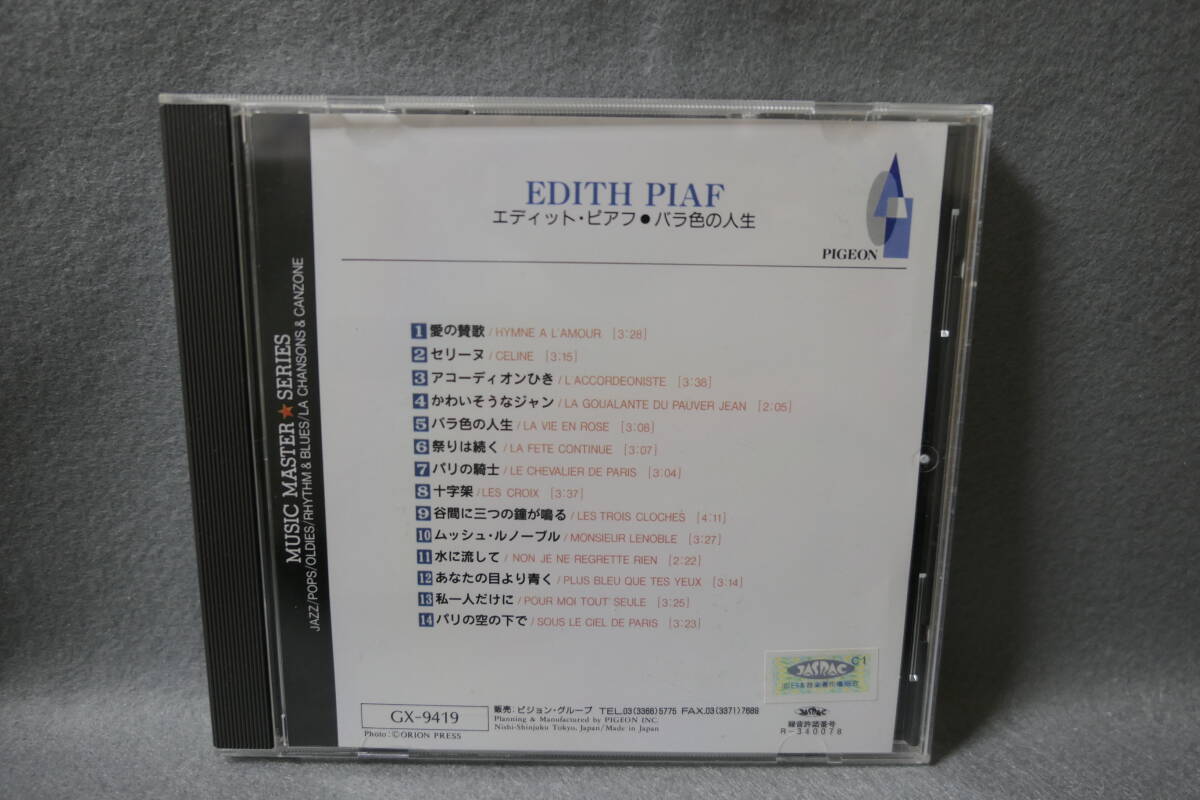 EDITH PIAF
エディット・ピアフ●バラ色の人生
PIGEON
MUSIC MASTER★SERIES
JAZZ/POPS/OLDIES/RHYTHM & BLUES/LA CHANSONS & CANZONE
1 愛の賛歌 / HYMNE A L'AMOUR [3:28]
2 セリーヌ / CELINE [3:15]
3 アコーディオンひき / L'ACCORDEONISTE [3:38]
4 かわいそうなジャン / LA GOUALANTE DU PAUVER JEAN [2:05]
5 バラ色の人生 / LA VIE EN ROSE [3:08]
6 祭りは続く / LA FETE CONTINUE [3:07]
7 パリの騎士 / LE CHEVALIER DE PARIS [3:04]
8 十字架 / LES CROIX [3:37]
9 谷間に三つの鐘が鳴る / LES TROIS CLOCHES [4:11]
10 ムッシュ・ルノーブル / MONSIEUR LENOBLE [3:27]
11 水に流して / NON JE NE REGRETTE RIEN [2:22]
12 あなたの目より青く / PLUS BLEU QUE TES YEUX [3:14]
13 私一人だけに / POUR MOI TOUT SEULE [3:25]
14 パリの空の下で / SOUS LE CIEL DE PARIS [3:23]
JASRAC C1
GX-9419
Photo:©ORION PRESS
販売:ピジョン・グループ TEL.03(3366)5775 FAX.03(3371)7688
Planning & Manufactured by PIGEON INC.
Nishi-Shinjuku Tokyo, Japan/Made in Japan
JASRAC
録音許諾番号
R-340078